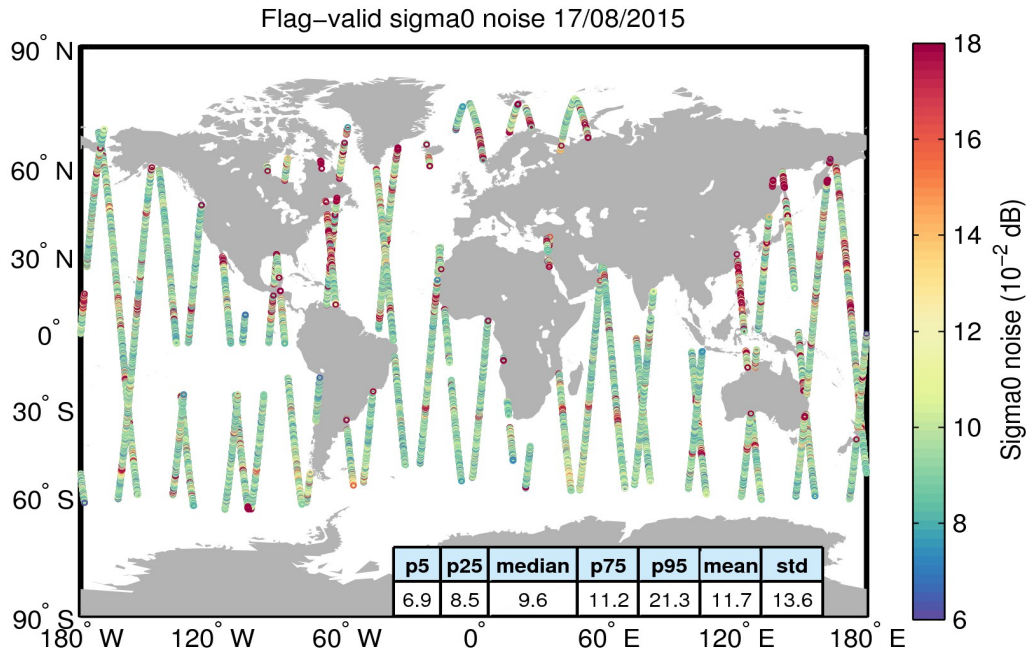 Flag−valid sigma0 noise 17/08/2015
90° N
60° N
30° N
0°
30° S
60° S
90° S
180° W 120° W 60° W 0° 60° E 120° E 180° E
p5 p25 median p75 p95 mean std
6.9 8.5 9.6 11.2 21.3 11.7 13.6
18
16
14
12
10
8
6
Sigma0 noise (10⁻² dB)